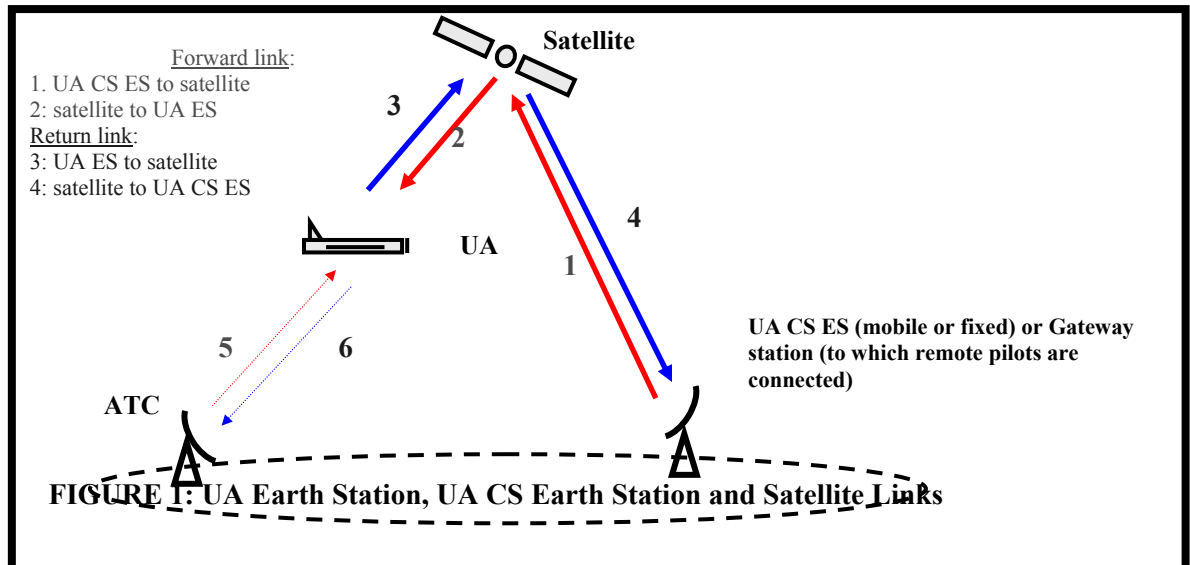 Satellite
Forward link:
1. UA CS ES to satellite
2: satellite to UA ES
Return link:
3: UA ES to satellite
4: satellite to UA CS ES
3
2
4
UA
1
UA CS ES (mobile or fixed) or Gateway
station (to which remote pilots are
connected)
5
6
ATC
FIGURE 1: UA Earth Station, UA CS Earth Station and Satellite Links